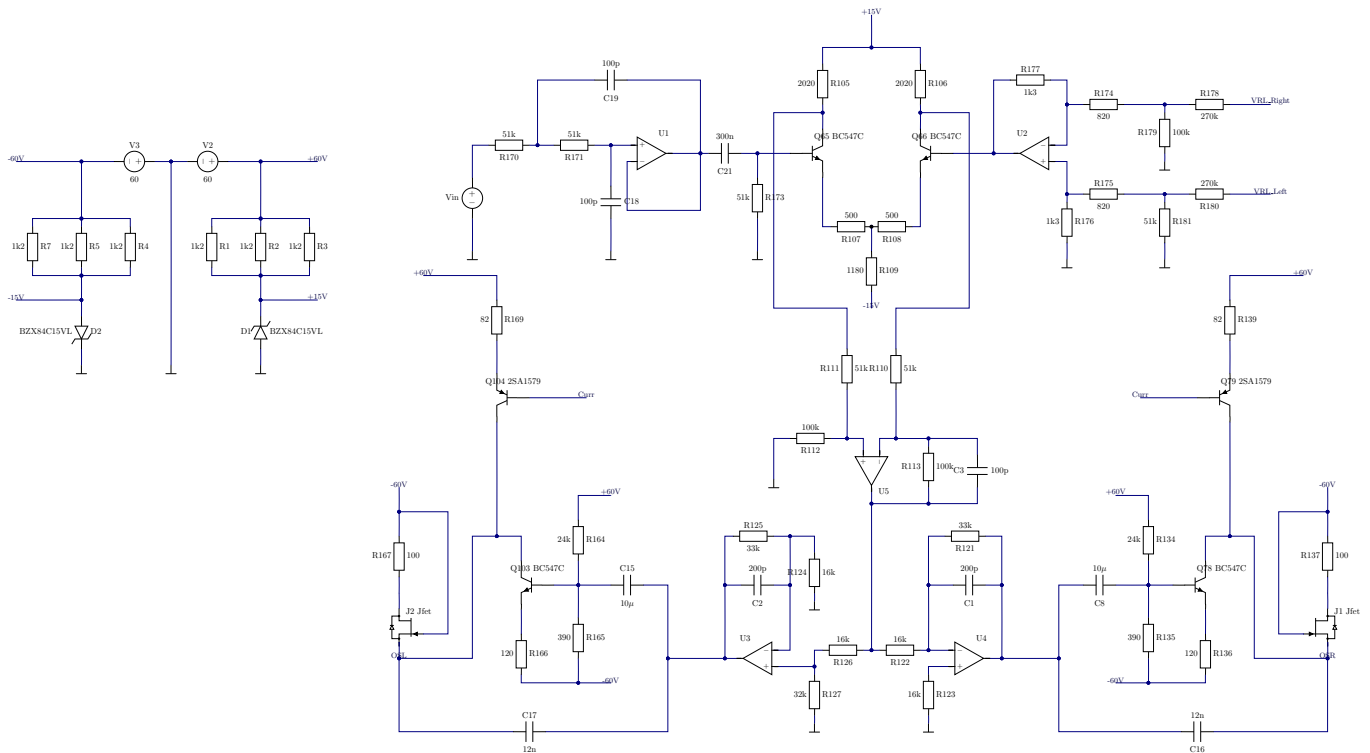 +15V
100p
C19
2020 R105
2020 R106
R177
1k3
R174
820
R178
270k
VRL-Right
R179 100k
51k
R170
51k
R171
U1
300n
C21
Q65 BC547C
Q66 BC547C
U2
V3
60
V2
60
-60V
+60V
Vin
100p C18
51k R173
R175
820
270k
R180
VRL-Left
1k3 R176
51k R181
500
R107
500
R108
1k2 R7
1k2 R5
1k2 R4
1k2 R1
1k2 R2
1k2 R3
1180 R109
-15V
-15V
+15V
+60V
+60V
BZX84C15VL D2
D1 BZX84C15VL
82 R169
82 R139
R111 51k
R110 51k
Q104 2SA1579
Curr
Q79 2SA1579
Curr
100k
R112
R113 100k
C3 100p
U5
-60V
+60V
+60V
-60V
R167 100
24k R164
R125
33k
R124 16k
33k
R121
24k R134
R137 100
Q103 BC547C
C15
10μ
200p
C2
200p
C1
10μ
C8
Q78 BC547C
J2 Jfet
J1 Jfet
390 R165
120 R166
U3
16k
R126
16k
R122
U4
390 R135
120 R136
OSL
OSR
-60V
-60V
32k R127
16k R123
C17
12n
12n
C16